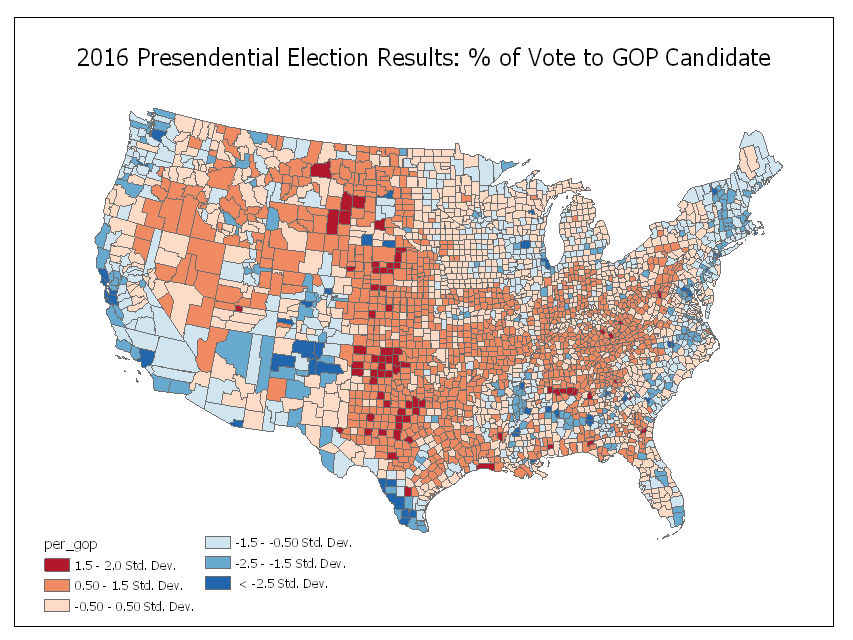 2016 Presendential Election Results: % of Vote to GOP Candidate
per_gop
1.5 - 2.0 Std. Dev.
0.50 - 1.5 Std. Dev.
-0.50 - 0.50 Std. Dev.
-1.5 - -0.50 Std. Dev.
-2.5 - -1.5 Std. Dev.
< -2.5 Std. Dev.